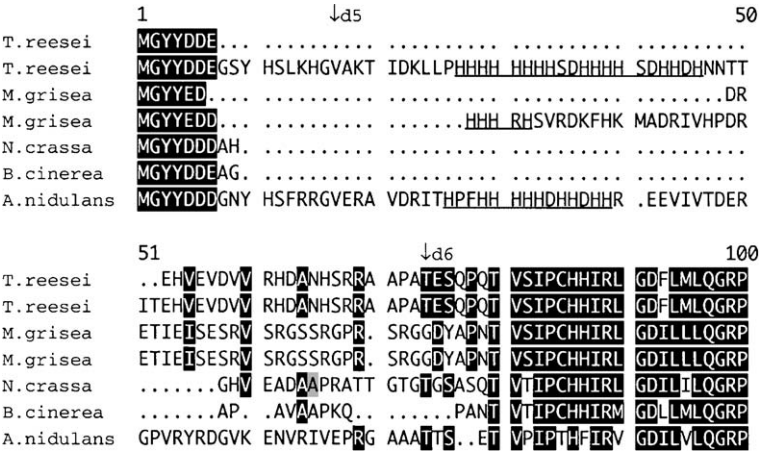 1 ↓d5 50
T.reesei MGYYDDE... .......... .......... .......... ..........
T.reesei MGYYDDEGSY HSLKHGVAKT IDKLLPHHHH HHHHSDHHHH SDHHDHNNTT
M.grisea MGYYED.... .......... .......... .......... ........DR
M.grisea MGYYEDD... .......... .......HHH RHSVRDKFHK MADRIVHPDR
N.crassa MGYYDDDAH. .......... .......... .......... ..........
B.cinerea MGYYDDEAG. .......... .......... .......... ..........
A.nidulans MGYYDDDGNY HSFRRGVERA VDRITHPFHH HHHDHHDHHR .EEVIVTDER
51 ↓d6 100
T.reesei ..EHVEVDVV RHDANHSRRA APATESQPQT VSIPCHHIRL GDFLMLQGRP
T.reesei ITEHVEVDVV RHDANHSRRA APATESQPQT VSIPCHHIRL GDFLMLQGRP
M.grisea ETIEISESRV SRGSSRGPR. SRGGDYAPNT VSIPCHHIRL GDILLLQGRP
M.grisea ETIEISESRV SRGSSRGPR. SRGGDYAPNT VSIPCHHIRL GDILLLQGRP
N.crassa .......GHV EADAAPRATT GTGTGSASQT VTIPCHHIRL GDILILQGRP
B.cinerea .......AP. .AVAAPKQ.. ......PANT VTIPCHHIRM GDLLMLQGRP
A.nidulans GPVRYRDGVK ENVRIVEPRG AAATTS..ET VPIPTHFIRV GDILVLQGRP